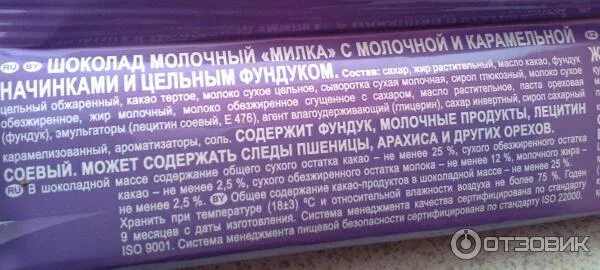 RU BY ШОКОЛАД МОЛОЧНЫЙ «МИЛКА» С МОЛОЧНОЙ И КАРАМЕЛЬНОЙ
НАЧИНКАМИ И ЦЕЛЬНЫМ ФУНДУКОМ. Состав: сахар, жир растительный, масло какао, фундук
цельный обжаренный, какао тертое, молоко сухое цельное, сыворотка сухая молочная, сироп глюкозный, молоко сухое
обезжиренное, жир молочный, молоко обезжиренное сгущенное с сахаром, масло растительное, паста ореховая
(фундук), эмульгаторы (лецитин соевый, Е 476), агент влагоудерживающий (глицерин), сахар инвертный, сироп сахарный
карамелизованный, ароматизаторы, соль. СОДЕРЖИТ ФУНДУК, МОЛОЧНЫЕ ПРОДУКТЫ, ЛЕЦИТИН
СОЕВЫЙ. МОЖЕТ СОДЕРЖАТЬ СЛЕДЫ ПШЕНИЦЫ, АРАХИСА И ДРУГИХ ОРЕХОВ.
RU В шоколадной массе содержание общего сухого остатка какао – не менее 25 %, сухого обезжиренного остатка
какао – не менее 2,5 %, сухого обезжиренного остатка молока – не менее 12 %, молочного жира –
не менее 2,5 %. BY Общее содержание какао-продуктов в шоколадной массе – не менее 25 %.
Хранить при температуре (18±3) °С и относительной влажности воздуха не более 75 %. Годен
9 месяцев с даты изготовления. Система менеджмента качества сертифицирована по стандарту
ISO 9001. Система менеджмента пищевой безопасности сертифицирована по стандарту ISO 22000.
KZ
ОТЗОВИК